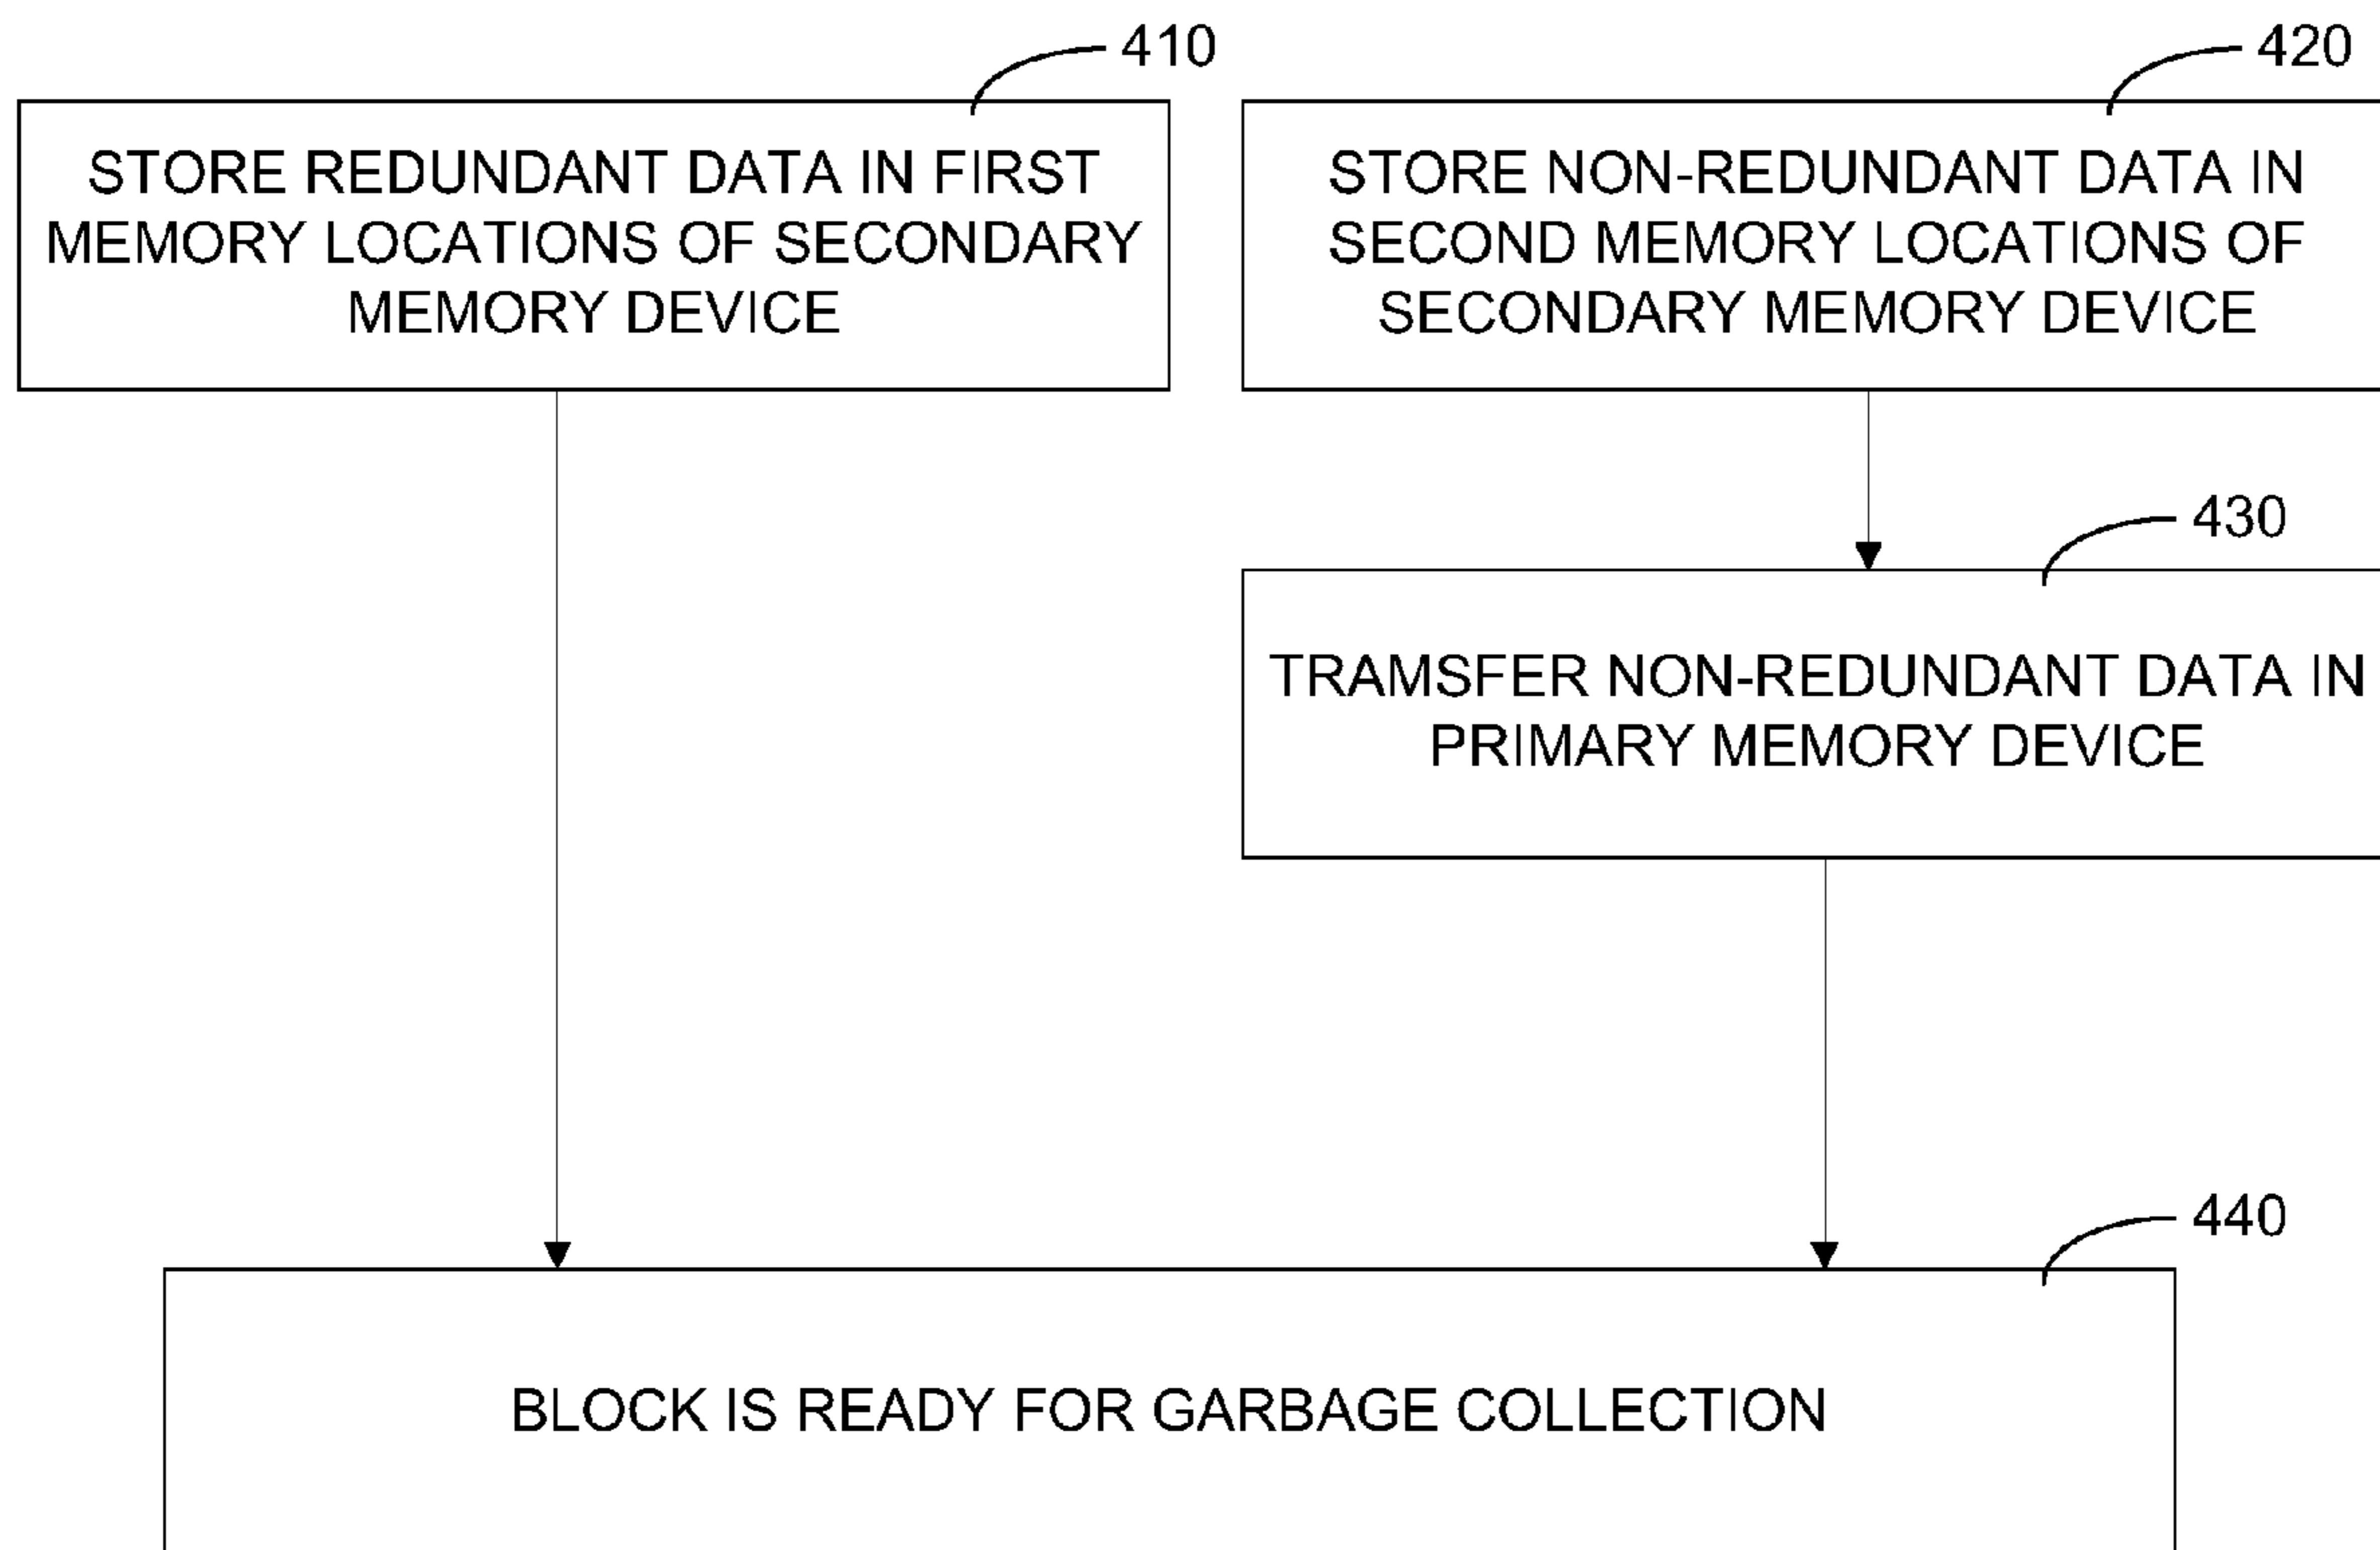 410
STORE REDUNDANT DATA IN FIRST
MEMORY LOCATIONS OF SECONDARY
MEMORY DEVICE
420
STORE NON-REDUNDANT DATA IN
SECOND MEMORY LOCATIONS OF
SECONDARY MEMORY DEVICE
430
TRAMSFER NON-REDUNDANT DATA IN
PRIMARY MEMORY DEVICE
440
BLOCK IS READY FOR GARBAGE COLLECTION